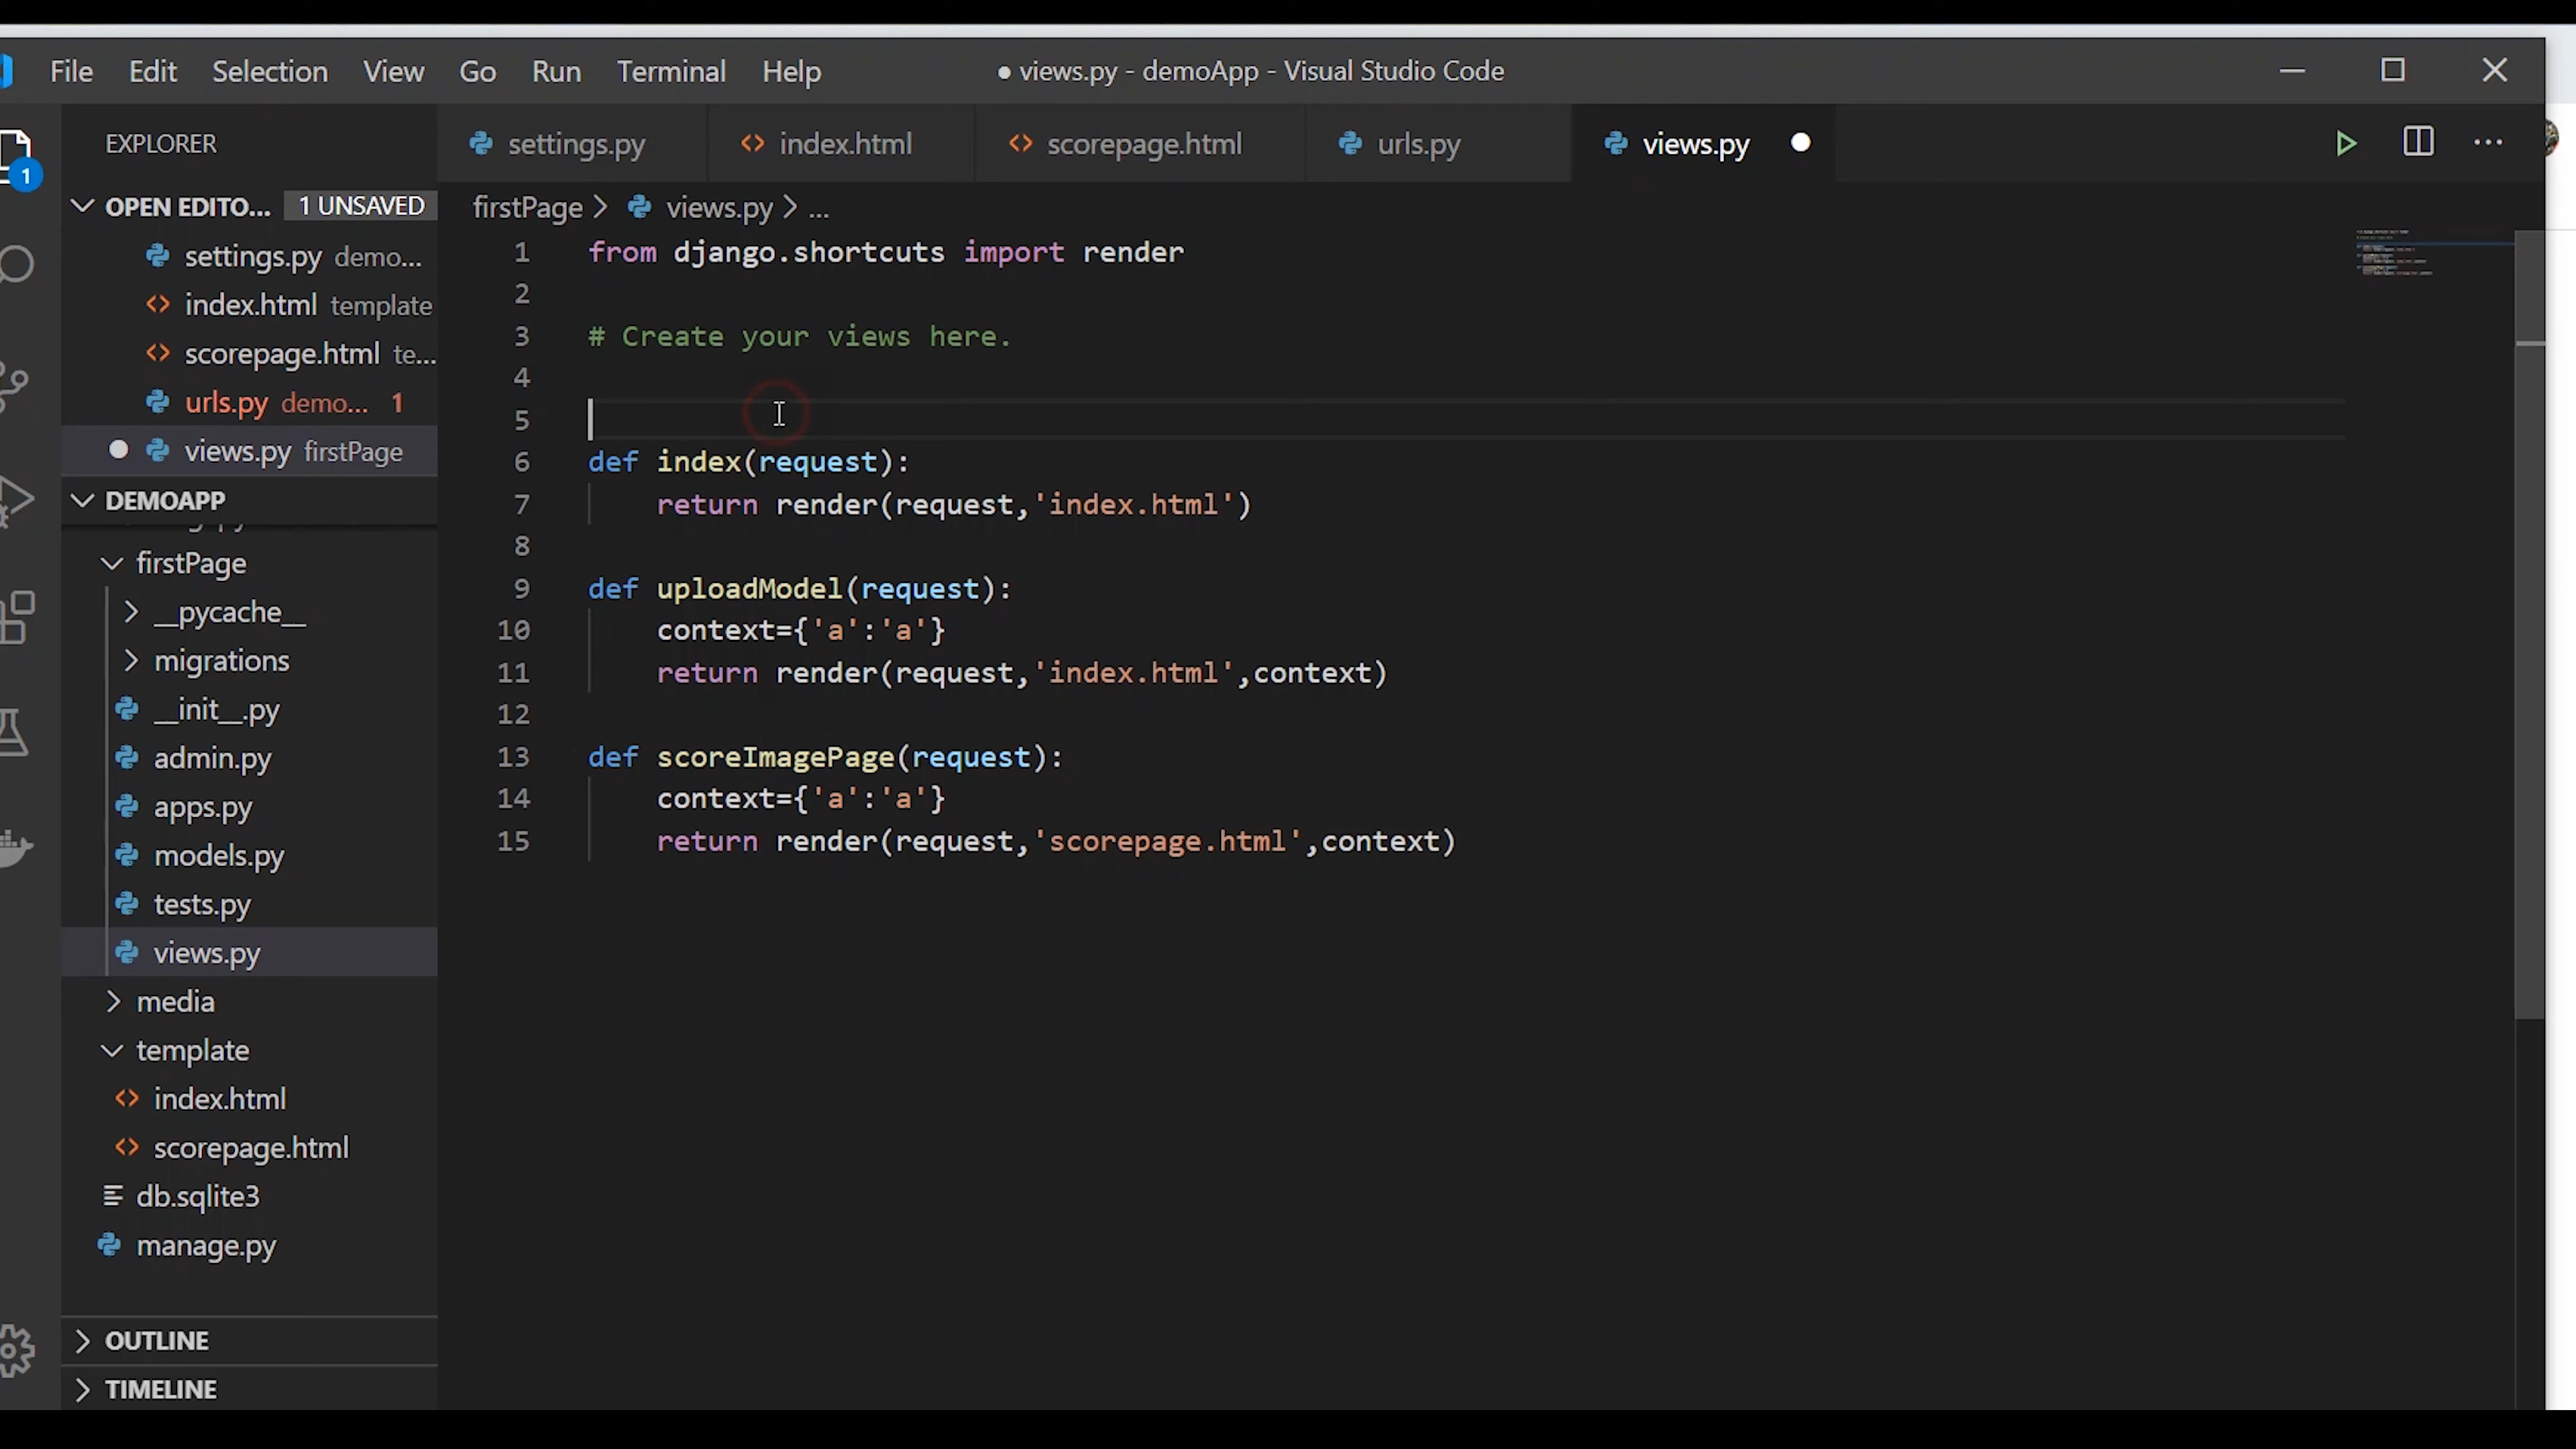 File Edit Selection View Go Run Terminal Help
● views.py - demoApp - Visual Studio Code
EXPLORER
1
OPEN EDITO... 1 UNSAVED
settings.py demo...
index.html template
scorepage.html te...
urls.py demo... 1
views.py firstPage
DEMOAPP
firstPage
__pycache__
migrations
__init__.py
admin.py
apps.py
models.py
tests.py
views.py
media
template
index.html
scorepage.html
db.sqlite3
manage.py
OUTLINE
TIMELINE
settings.py index.html scorepage.html urls.py views.py
firstPage > views.py > ...
1 from django.shortcuts import render
2
3 # Create your views here.
4
5
6 def index(request):
7 return render(request,'index.html')
8
9 def uploadModel(request):
10 context={'a':'a'}
11 return render(request,'index.html',context)
12
13 def scoreImagePage(request):
14 context={'a':'a'}
15 return render(request,'scorepage.html',context)